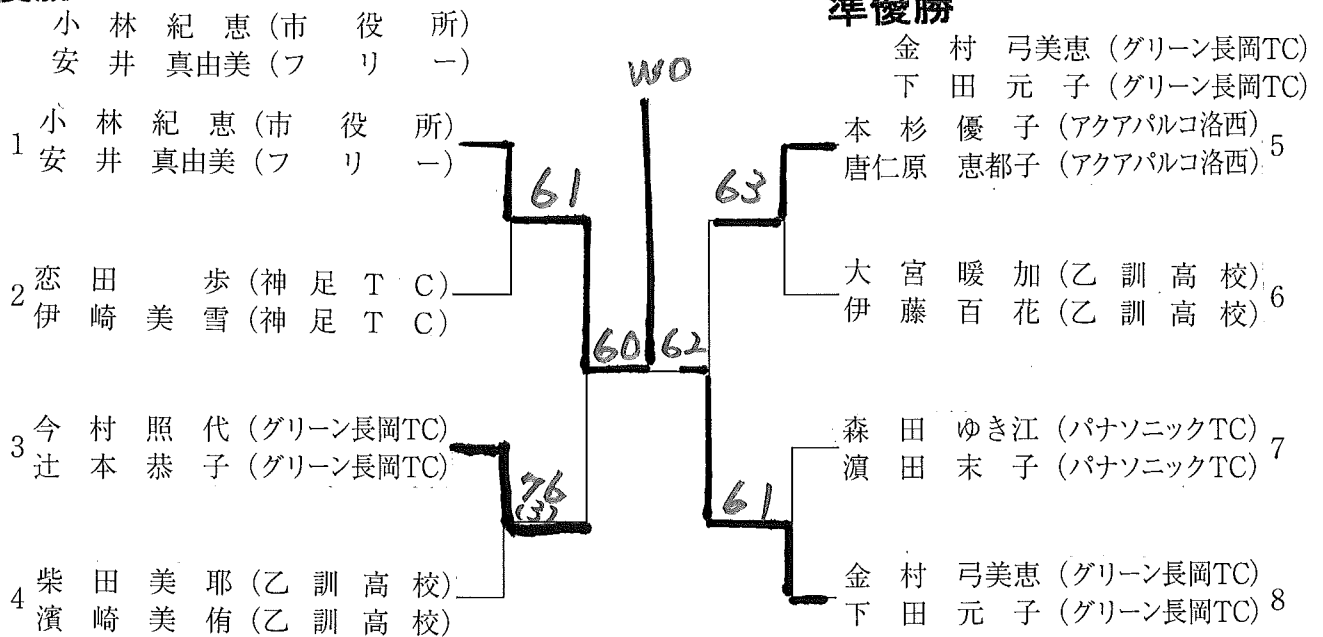 準優勝
小林紀恵(市役所)
安井真由美(フリー)
金村弓美恵(グリーン長岡TC)
下田元子(グリーン長岡TC)
WO
1 小林紀恵(市役所)
安井真由美(フリー)
本杉優子(アクアパルコ洛西) 5
唐仁原恵都子(アクアパルコ洛西)
61
63
2 恋田歩(神足TC)
伊崎美雪(神足TC)
大宮暖加(乙訓高校) 6
伊藤百花(乙訓高校)
60 62
3 今村照代(グリーン長岡TC)
辻本恭子(グリーン長岡TC)
森田ゆき江(パナソニックTC) 7
濵田末子(パナソニックTC)
76
(3)
61
4 柴田美耶(乙訓高校)
濱崎美侑(乙訓高校)
金村弓美恵(グリーン長岡TC) 8
下田元子(グリーン長岡TC)